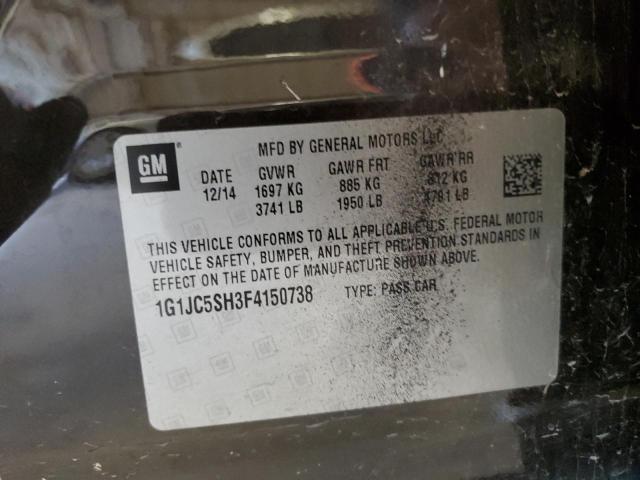 GM
MFD BY GENERAL MOTORS LLC
DATE GVWR GAWR FRT GAWR RR
12/14 1697 KG 885 KG 812 KG
3741 LB 1950 LB 1791 LB
THIS VEHICLE CONFORMS TO ALL APPLICABLE U.S. FEDERAL MOTOR
VEHICLE SAFETY, BUMPER, AND THEFT PREVENTION STANDARDS IN
EFFECT ON THE DATE OF MANUFACTURE SHOWN ABOVE.
1G1JC5SH3F4150738 TYPE: PASS CAR